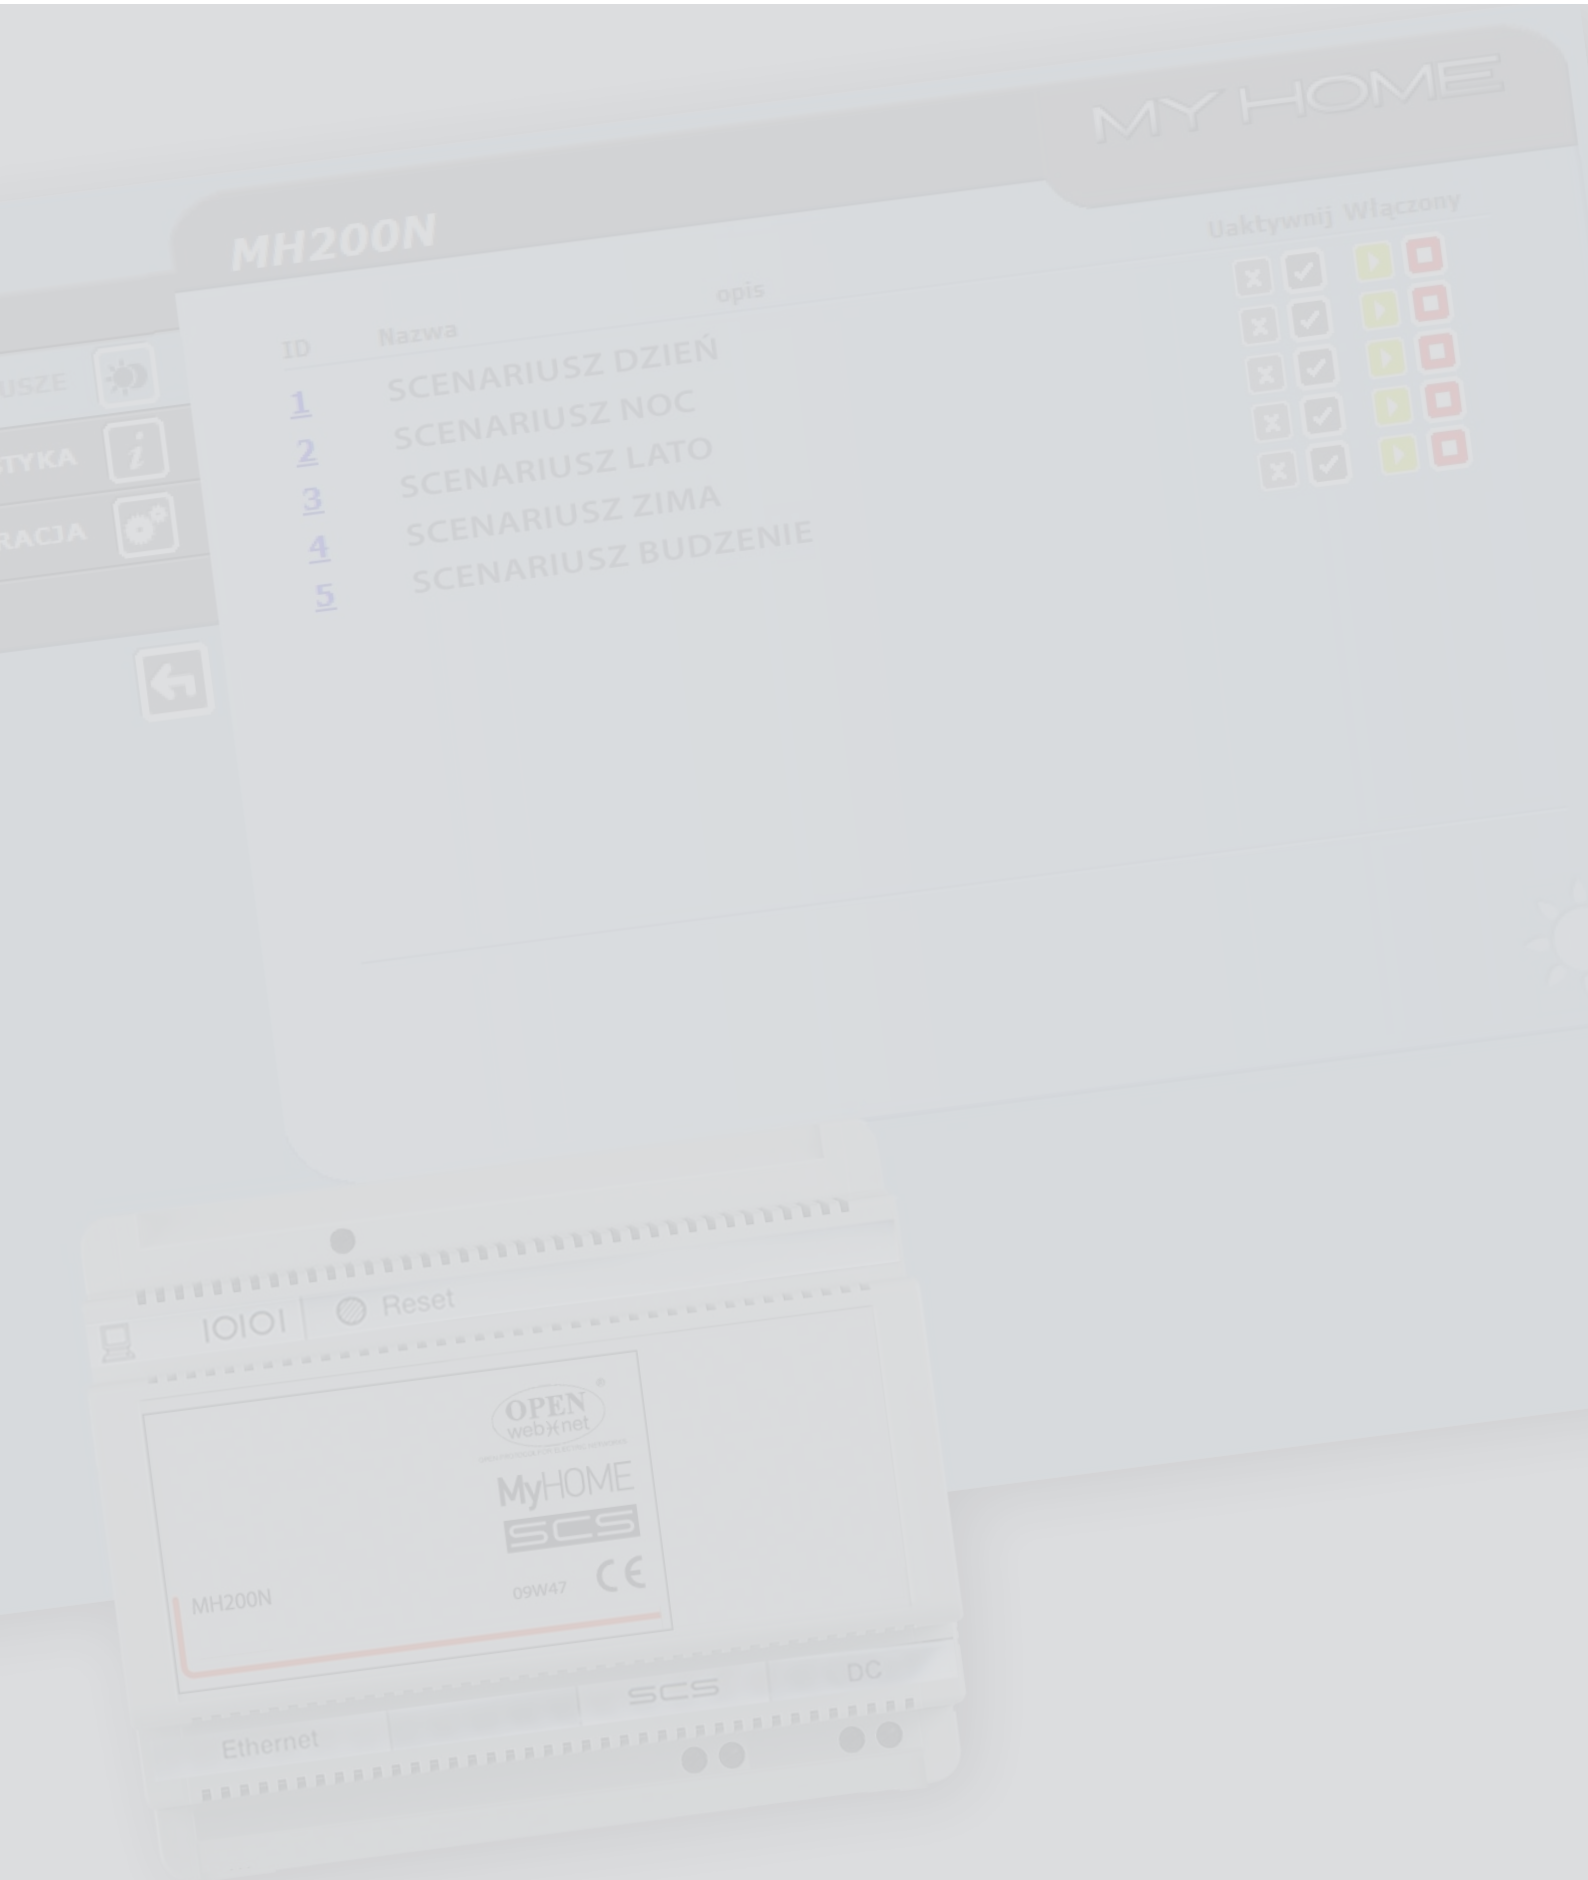 MY HOME
MH200N
Uaktywnij Włączony
ID Nazwa opis
1 SCENARIUSZ DZIEŃ
2 SCENARIUSZ NOC
3 SCENARIUSZ LATO
4 SCENARIUSZ ZIMA
5 SCENARIUSZ BUDZENIE
USZE
TYKA
RACJA
IOIOI Reset
OPEN
web net
MyHOME
SCS
MH200N 09W47 CE
Ethernet SCS DC